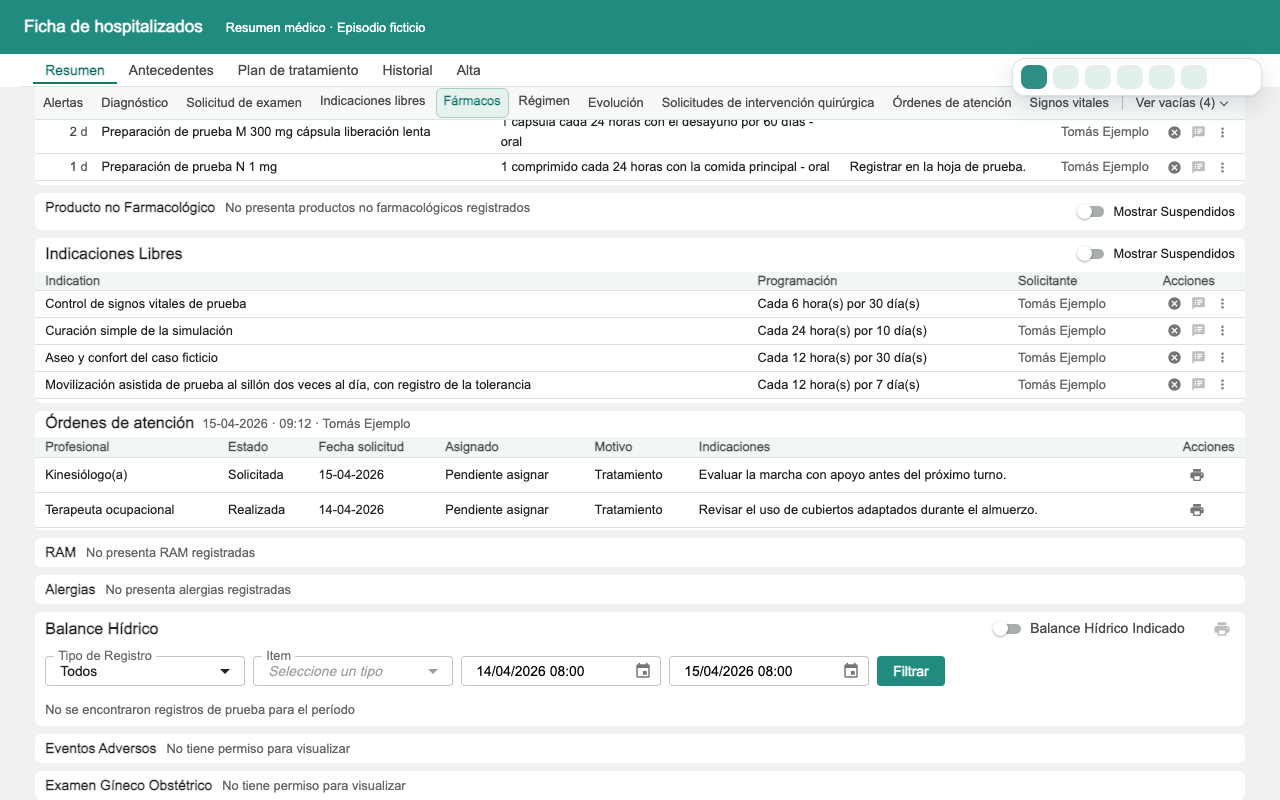 Ficha de hospitalizados Resumen médico · Episodio ficticio
Resumen Antecedentes Plan de tratamiento Historial Alta
Alertas Diagnóstico Solicitud de examen Indicaciones libres Fármacos Régimen Evolución Solicitudes de intervención quirúrgica Órdenes de atención Signos vitales Ver vacías (4)
2 d Preparación de prueba M 300 mg cápsula liberación lenta 1 cápsula cada 24 horas con el desayuno por 60 días - Tomás Ejemplo
oral
1 d Preparación de prueba N 1 mg 1 comprimido cada 24 horas con la comida principal - oral Registrar en la hoja de prueba. Tomás Ejemplo
Producto no Farmacológico No presenta productos no farmacológicos registrados Mostrar Suspendidos
Indicaciones Libres Mostrar Suspendidos
Indication Programación Solicitante Acciones
Control de signos vitales de prueba Cada 6 hora(s) por 30 día(s) Tomás Ejemplo
Curación simple de la simulación Cada 24 hora(s) por 10 día(s) Tomás Ejemplo
Aseo y confort del caso ficticio Cada 12 hora(s) por 30 día(s) Tomás Ejemplo
Movilización asistida de prueba al sillón dos veces al día, con registro de la tolerancia Cada 12 hora(s) por 7 día(s) Tomás Ejemplo
Órdenes de atención 15-04-2026 · 09:12 · Tomás Ejemplo
Profesional Estado Fecha solicitud Asignado Motivo Indicaciones Acciones
Kinesiólogo(a) Solicitada 15-04-2026 Pendiente asignar Tratamiento Evaluar la marcha con apoyo antes del próximo turno.
Terapeuta ocupacional Realizada 14-04-2026 Pendiente asignar Tratamiento Revisar el uso de cubiertos adaptados durante el almuerzo.
RAM No presenta RAM registradas
Alergias No presenta alergias registradas
Balance Hídrico Balance Hídrico Indicado
Tipo de Registro Item
Todos Seleccione un tipo 14/04/2026 08:00 15/04/2026 08:00 Filtrar
No se encontraron registros de prueba para el período
Eventos Adversos No tiene permiso para visualizar
Examen Gíneco Obstétrico No tiene permiso para visualizar